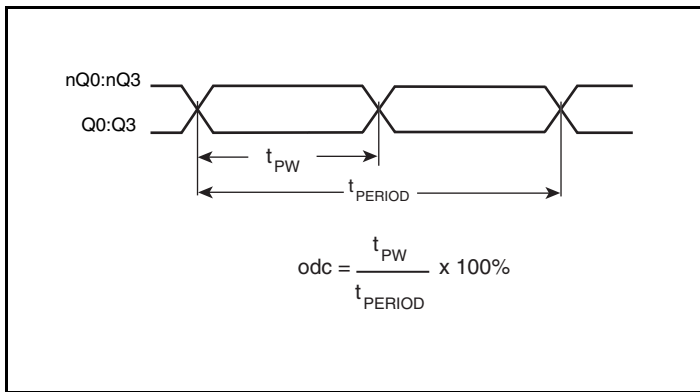 nQ0:nQ3
Q0:Q3
tPW
tPERIOD
odc = tPW / tPERIOD x 100%